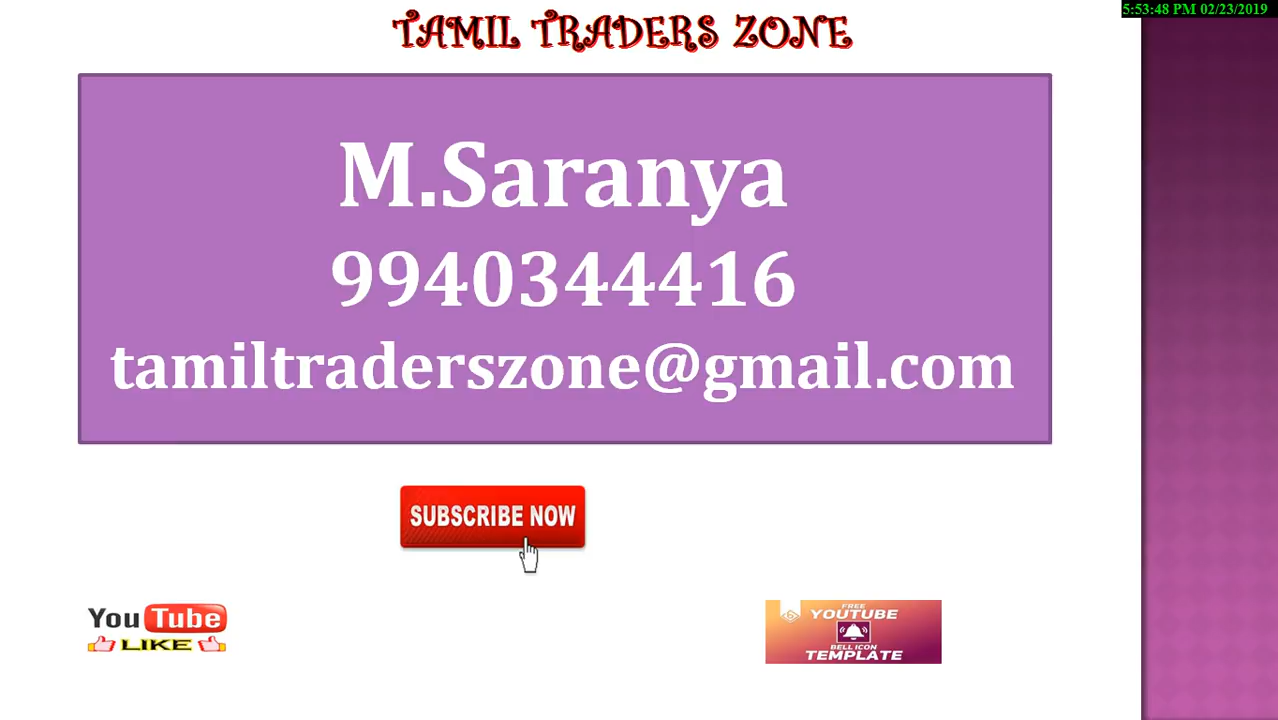 5:53:48 PM 02/23/2019
TAMIL TRADERS ZONE
M.Saranya
9940344416
tamiltraderszone@gmail.com
SUBSCRIBE NOW
You Tube
LIKE
FREE
YOUTUBE
BELL ICON
TEMPLATE